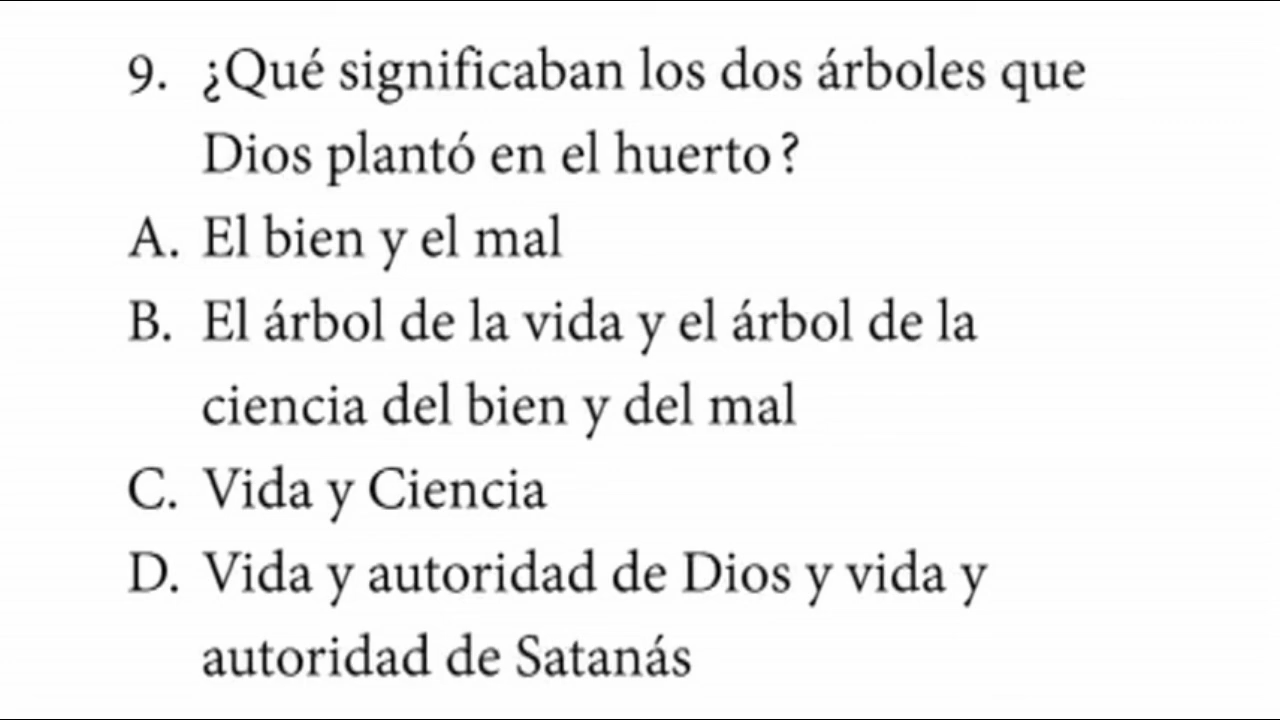 9. ¿Qué significaban los dos árboles que
Dios plantó en el huerto?
A. El bien y el mal
B. El árbol de la vida y el árbol de la
ciencia del bien y del mal
C. Vida y Ciencia
D. Vida y autoridad de Dios y vida y
autoridad de Satanás